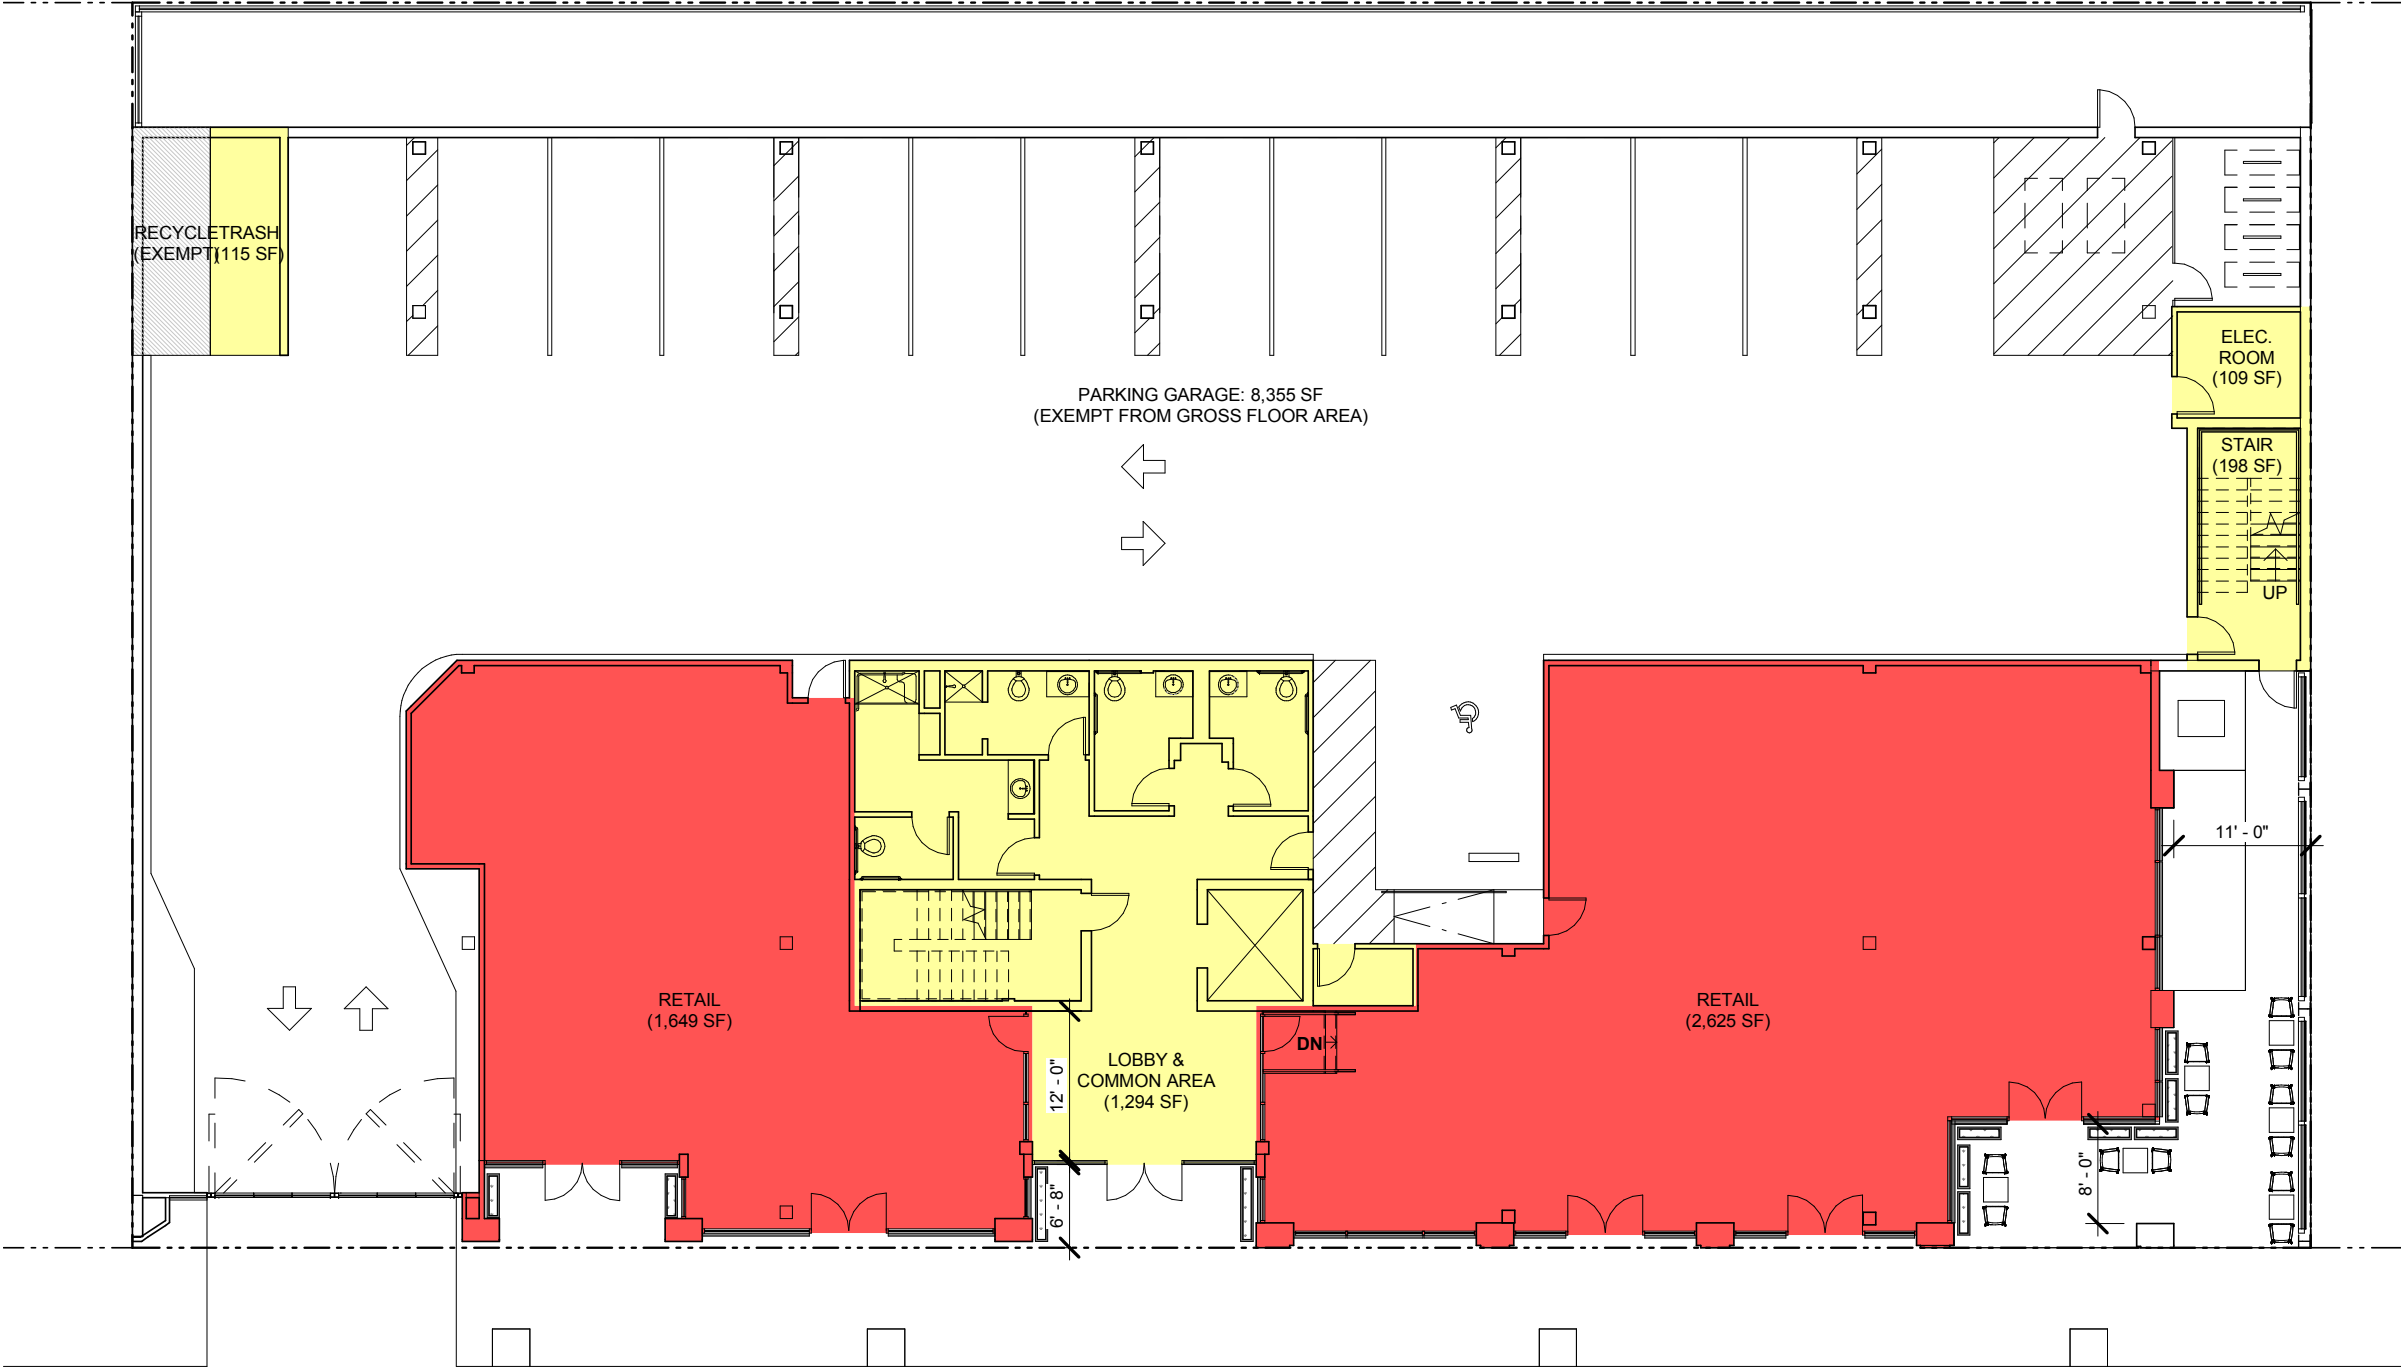 RECYCLE
(EXEMPT)
TRASH
(115 SF)
PARKING GARAGE: 8,355 SF
(EXEMPT FROM GROSS FLOOR AREA)
ELEC.
ROOM
(109 SF)
STAIR
(198 SF)
UP
11' - 0"
RETAIL
(1,649 SF)
RETAIL
(2,625 SF)
DN
LOBBY &
COMMON AREA
(1,294 SF)
12' - 0"
6' - 8"
8' - 0"